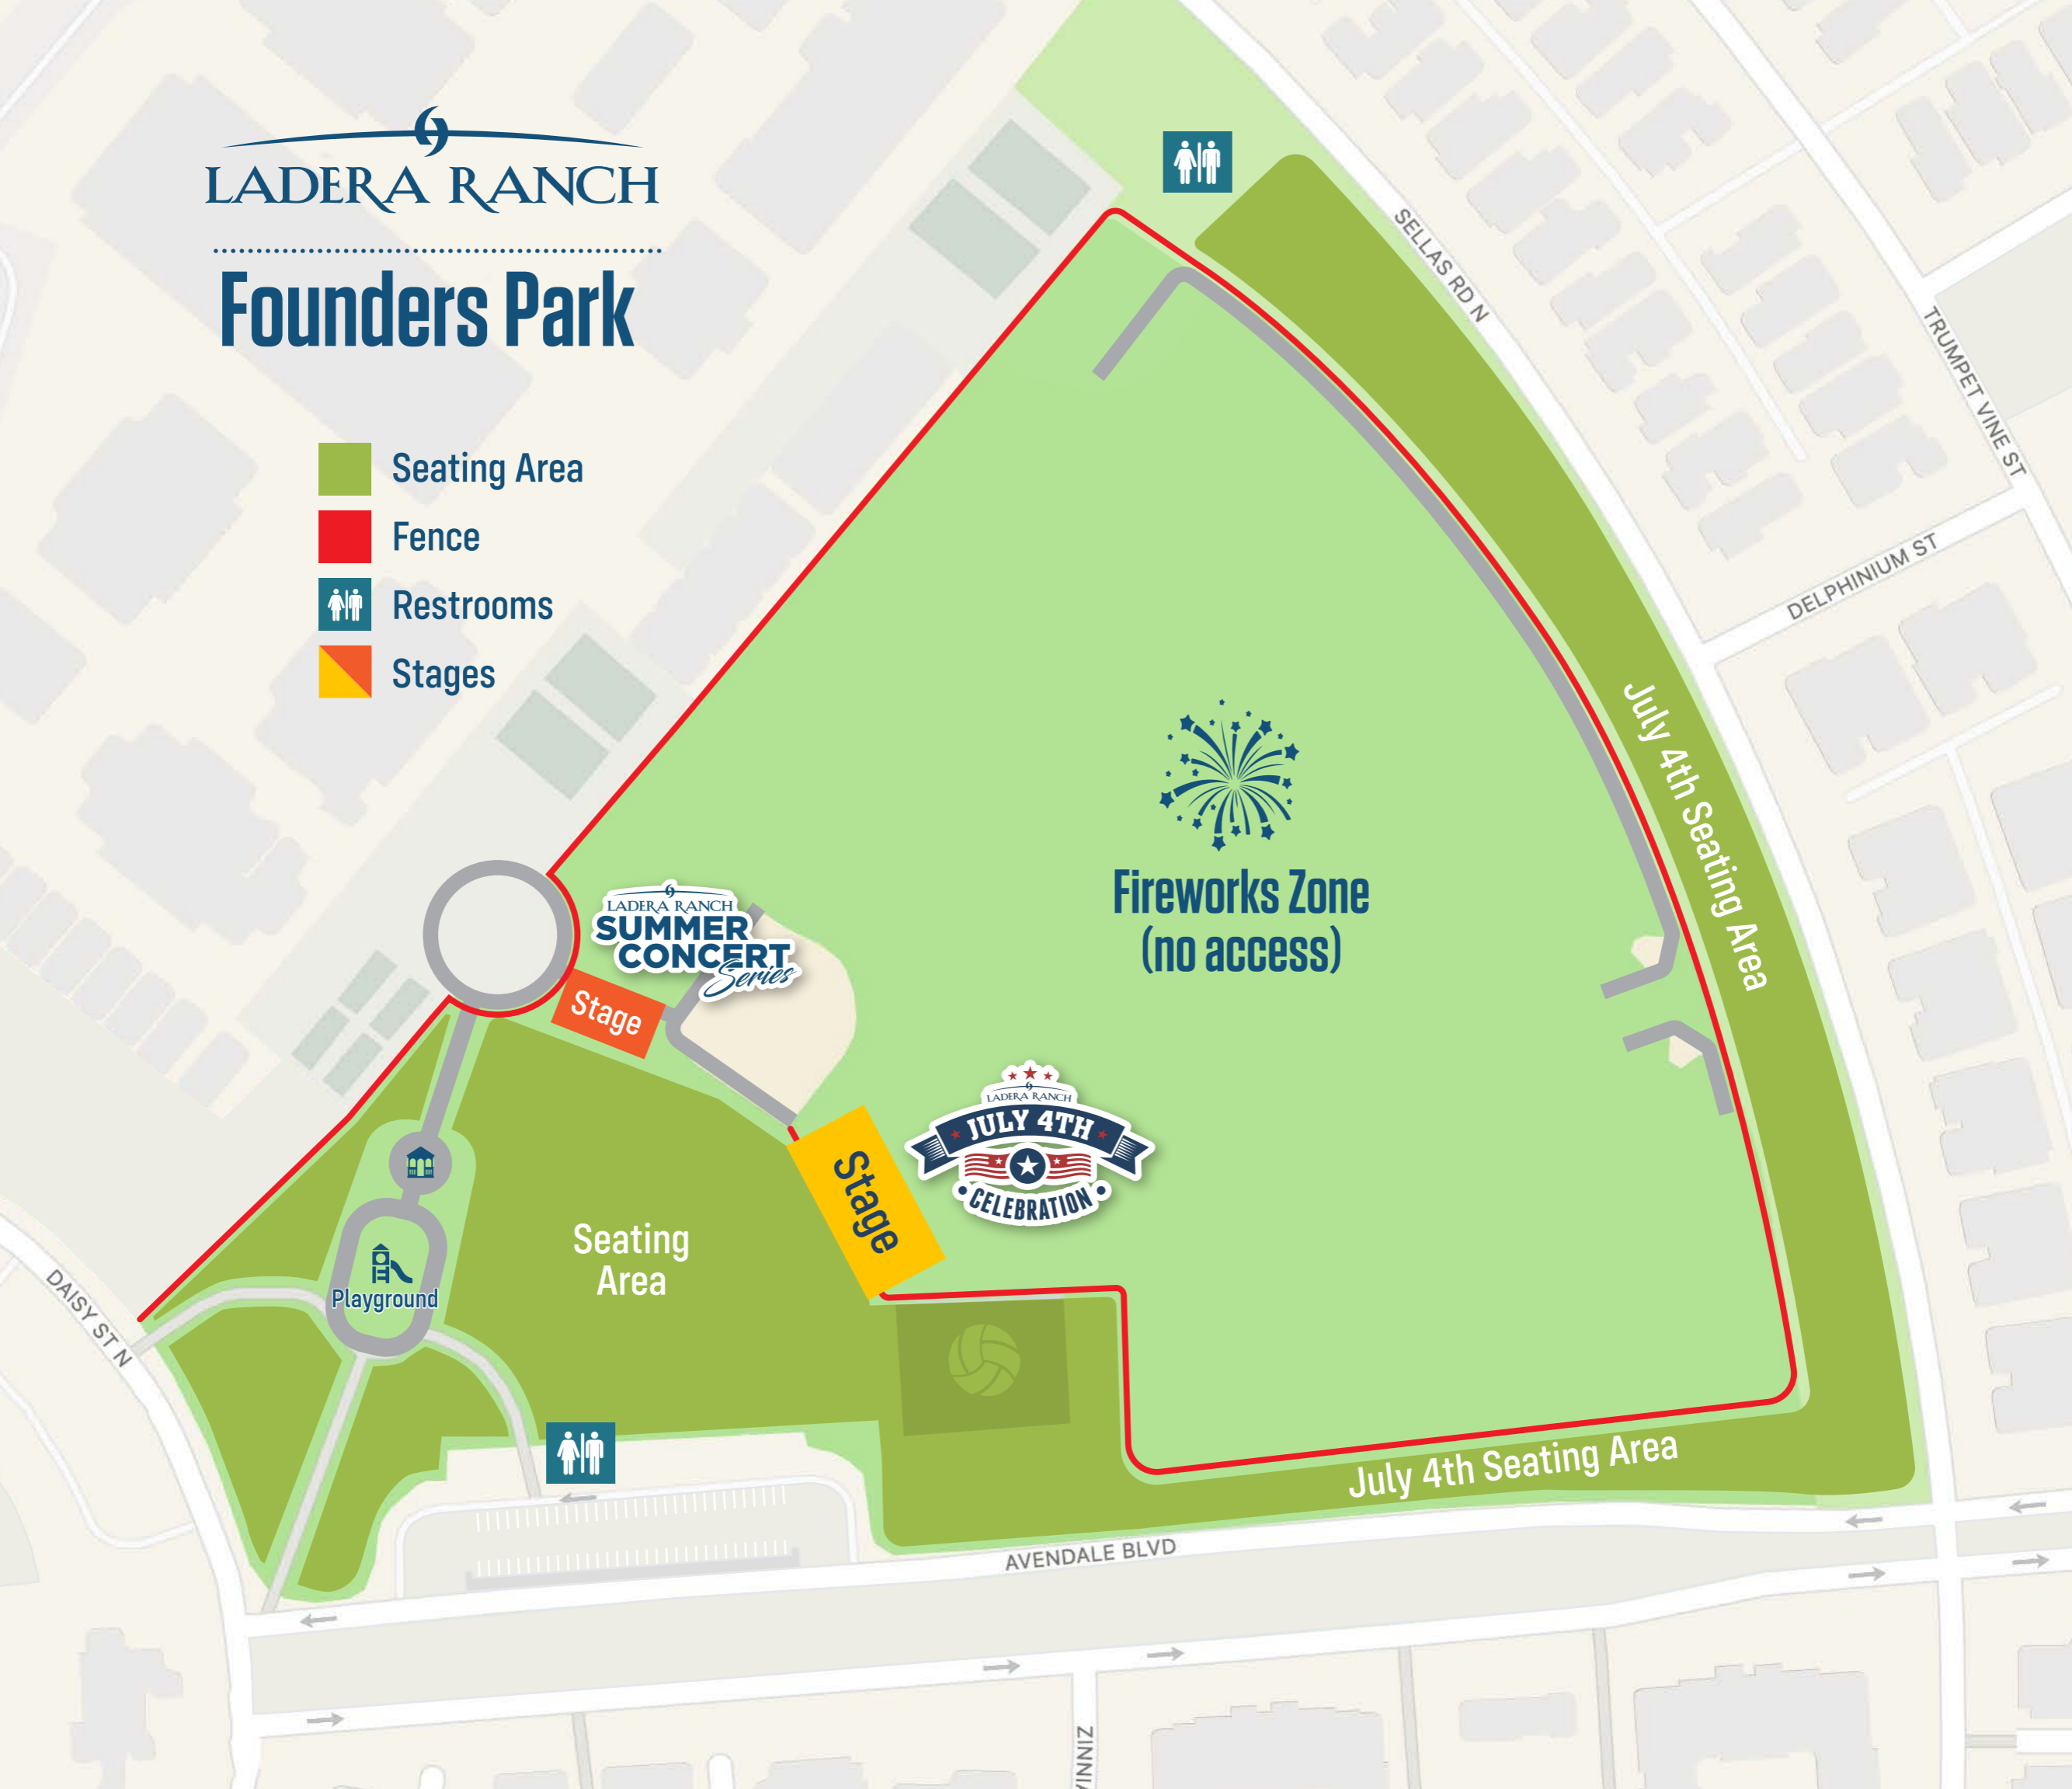 LADERA RANCH
Founders Park
Seating Area
Fence
Restrooms
Stages
SELLAS RD N
TRUMPET VINE ST
DELPHINIUM ST
July 4th Seating Area
Fireworks Zone
(no access)
LADERA RANCH
SUMMER
CONCERT
Series
Stage
LADERA RANCH
JULY 4TH
CELEBRATION
Stage
Seating
Area
Playground
DAISY ST N
July 4th Seating Area
AVENDALE BLVD